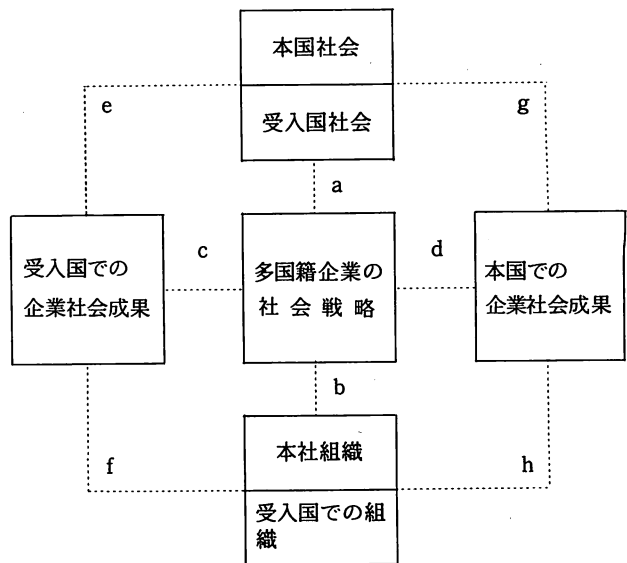 本国社会
e
g
受入国社会
a
受入国での
企業社会成果
c
多国籍企業の
社会戦略
d
本国での
企業社会成果
b
f
本社組織
h
受入国での組
織